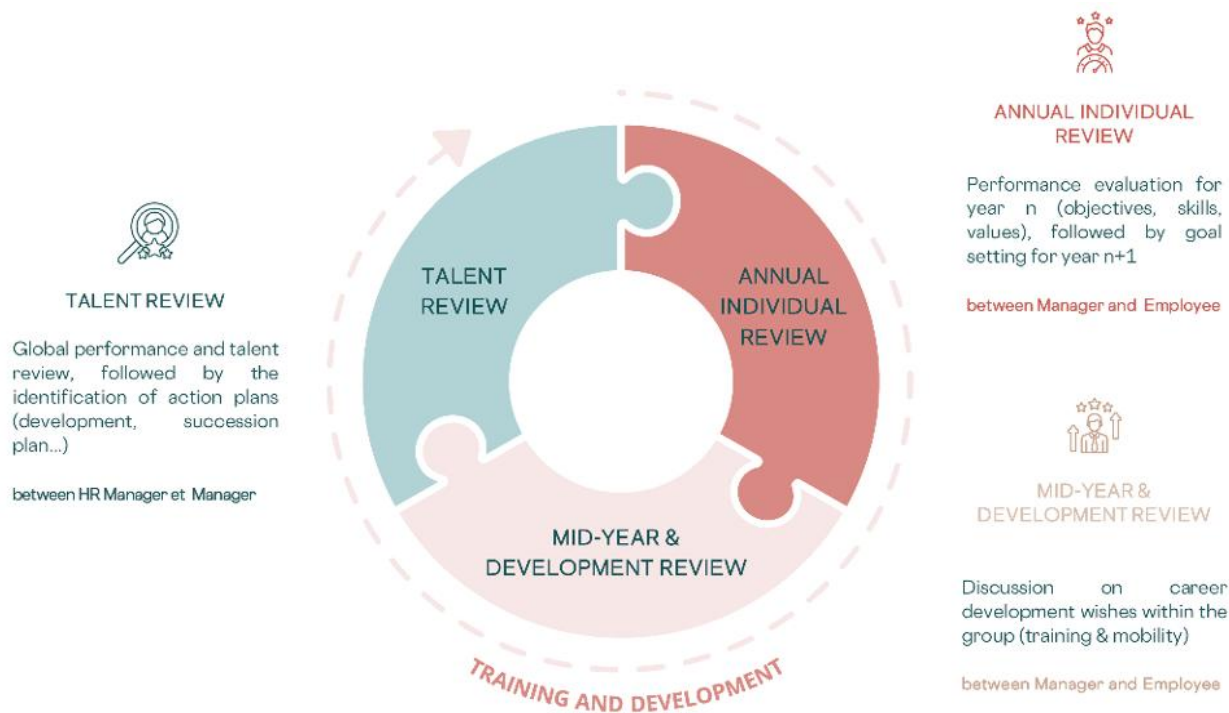 TALENT REVIEW
Global performance and talent
review, followed by the
identification of action plans
(development, succession
plan...)
between HR Manager et Manager
TALENT
REVIEW
ANNUAL
INDIVIDUAL
REVIEW
MID-YEAR &
DEVELOPMENT REVIEW
TRAINING AND DEVELOPMENT
ANNUAL INDIVIDUAL
REVIEW
Performance evaluation for
year n (objectives, skills,
values), followed by goal
setting for year n+1
between Manager and Employee
MID-YEAR &
DEVELOPMENT REVIEW
Discussion on career
development wishes within the
group (training & mobility)
between Manager and Employee